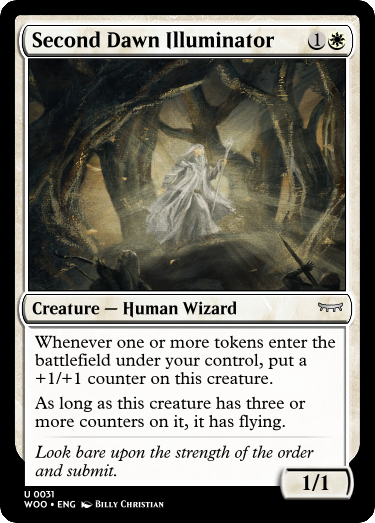 Second Dawn Illuminator 1
Creature — Human Wizard
Whenever one or more tokens enter the
battlefield under your control, put a
+1/+1 counter on this creature.
As long as this creature has three or
more counters on it, it has flying.
Look bare upon the strength of the order
and submit.
1/1
U 0031
WOO • ENG Billy Christian